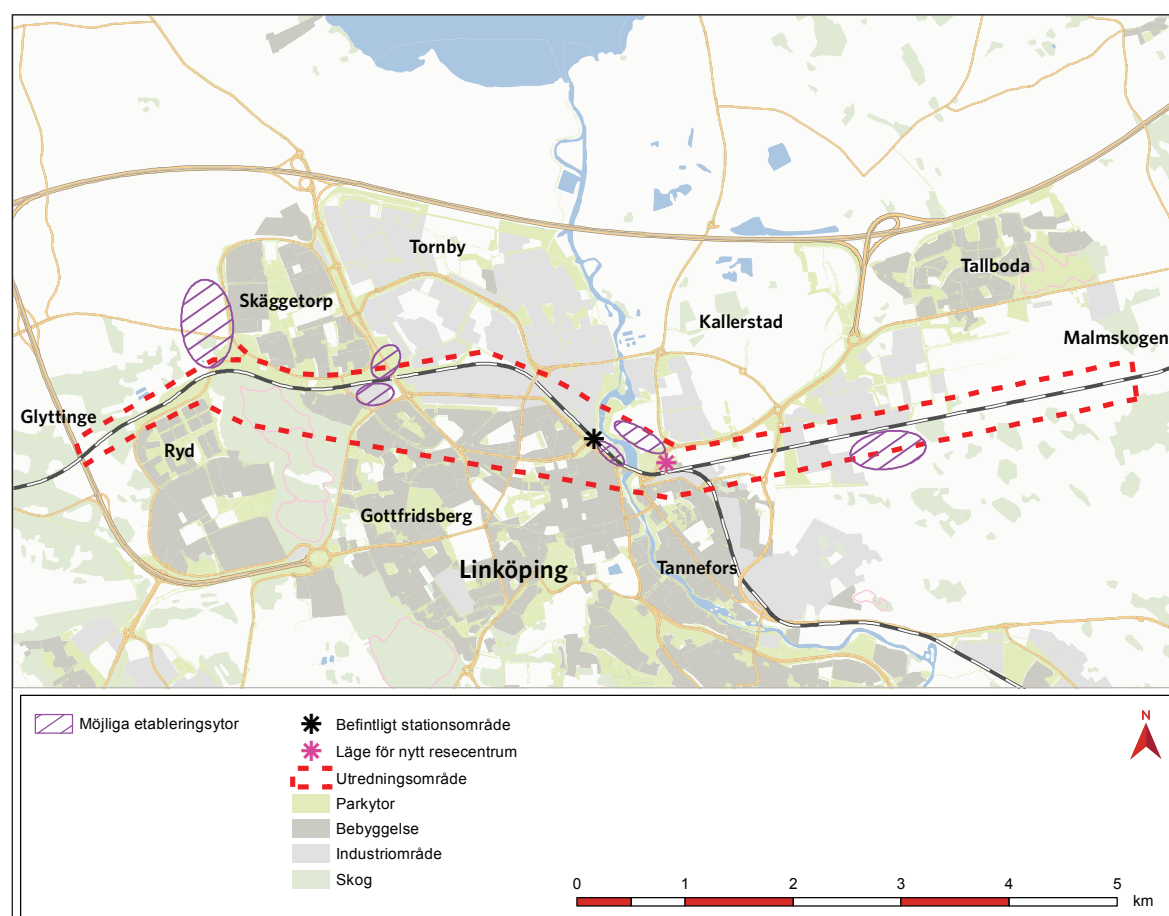 Tornby
Tallboda
Skäggetorp
Kallerstad
Malmskogen
Glyttinge
Ryd
Gottfridsberg
Linköping
Tannefors
Möjliga etableringsytor
Befintligt stationsområde
Läge för nytt resecentrum
Utredningsområde
Parkytor
Bebyggelse
Industriområde
Skog
N
0 1 2 3 4 5
km